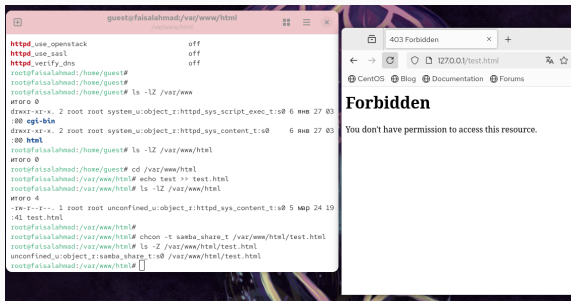 guest@faisalahmad:/var/www/html
/var/www/html
httpd_use_openstack off
httpd_use_sasl off
httpd_verify_dns off
root@faisalahmad:/home/guest#
root@faisalahmad:/home/guest#
root@faisalahmad:/home/guest# ls -lZ /var/www
итого 0
drwxr-xr-x. 2 root root system_u:object_r:httpd_sys_script_exec_t:s0 6 янв 27 03
:00 cgi-bin
drwxr-xr-x. 2 root root system_u:object_r:httpd_sys_content_t:s0 6 янв 27 03
:00 html
root@faisalahmad:/home/guest# ls -lZ /var/www/html
итого 0
root@faisalahmad:/home/guest# cd /var/www/html
root@faisalahmad:/var/www/html# echo test >> test.html
root@faisalahmad:/var/www/html# ls -lZ /var/www/html
итого 4
-rw-r--r--. 1 root root unconfined_u:object_r:httpd_sys_content_t:s0 5 мар 24 19
:41 test.html
root@faisalahmad:/var/www/html#
root@faisalahmad:/var/www/html# chcon -t samba_share_t /var/www/html/test.html
root@faisalahmad:/var/www/html# ls -Z /var/www/html/test.html
unconfined_u:object_r:samba_share_t:s0 /var/www/html/test.html
root@faisalahmad:/var/www/html#
403 Forbidden
127.0.0.1/test.html
CentOS Blog Documentation Forums
Forbidden
You don't have permission to access this resource.